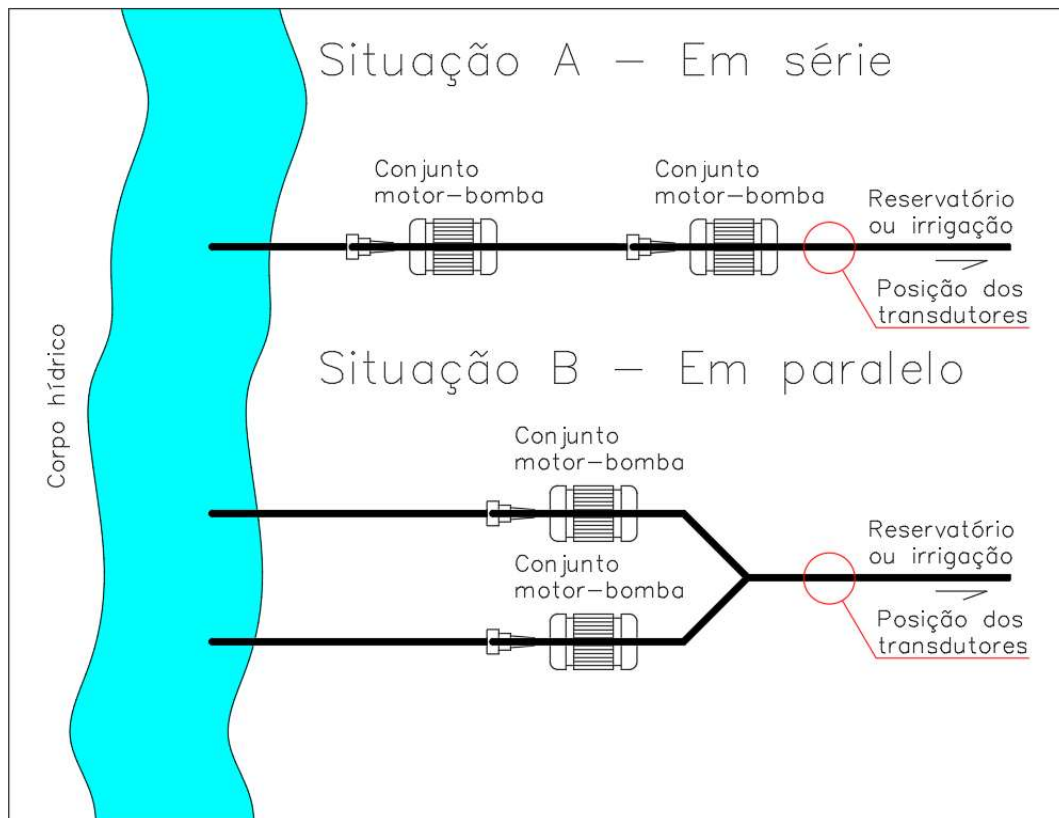 Situação A – Em série
Conjunto
motor–bomba
Conjunto
motor–bomba
Reservatório
ou irrigação
Posição dos
transdutores
Corpo hídrico
Situação B – Em paralelo
Conjunto
motor–bomba
Conjunto
motor–bomba
Reservatório
ou irrigação
Posição dos
transdutores